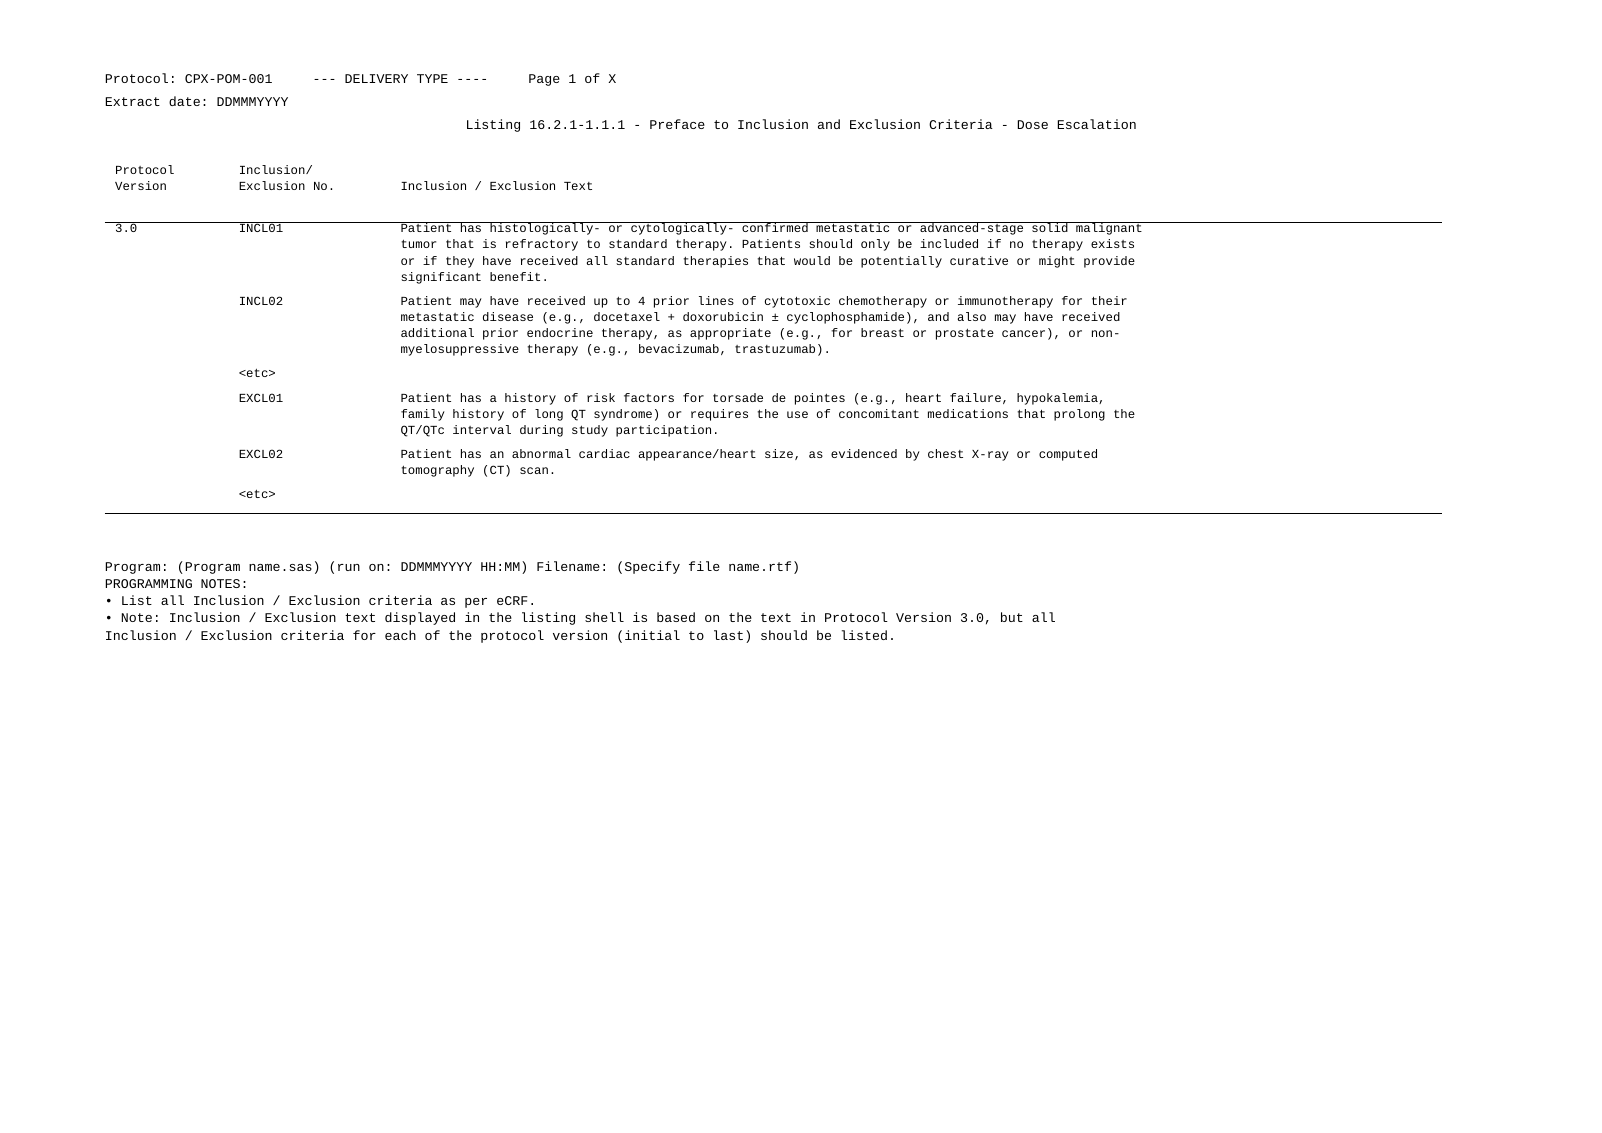 Protocol: CPX-POM-001     --- DELIVERY TYPE ----     Page 1 of X
Extract date: DDMMMYYYY
Listing 16.2.1-1.1.1 - Preface to Inclusion and Exclusion Criteria - Dose Escalation
Protocol Inclusion/
Version Exclusion No. Inclusion / Exclusion Text
3.0 INCL01 Patient has histologically- or cytologically- confirmed metastatic or advanced-stage solid malignant
tumor that is refractory to standard therapy. Patients should only be included if no therapy exists
or if they have received all standard therapies that would be potentially curative or might provide
significant benefit.
INCL02 Patient may have received up to 4 prior lines of cytotoxic chemotherapy or immunotherapy for their
metastatic disease (e.g., docetaxel + doxorubicin ± cyclophosphamide), and also may have received
additional prior endocrine therapy, as appropriate (e.g., for breast or prostate cancer), or non-
myelosuppressive therapy (e.g., bevacizumab, trastuzumab).
<etc>
EXCL01 Patient has a history of risk factors for torsade de pointes (e.g., heart failure, hypokalemia,
family history of long QT syndrome) or requires the use of concomitant medications that prolong the
QT/QTc interval during study participation.
EXCL02 Patient has an abnormal cardiac appearance/heart size, as evidenced by chest X-ray or computed
tomography (CT) scan.
<etc>
Program: (Program name.sas) (run on: DDMMMYYYY HH:MM) Filename: (Specify file name.rtf)
PROGRAMMING NOTES:
• List all Inclusion / Exclusion criteria as per eCRF.
• Note: Inclusion / Exclusion text displayed in the listing shell is based on the text in Protocol Version 3.0, but all
Inclusion / Exclusion criteria for each of the protocol version (initial to last) should be listed.